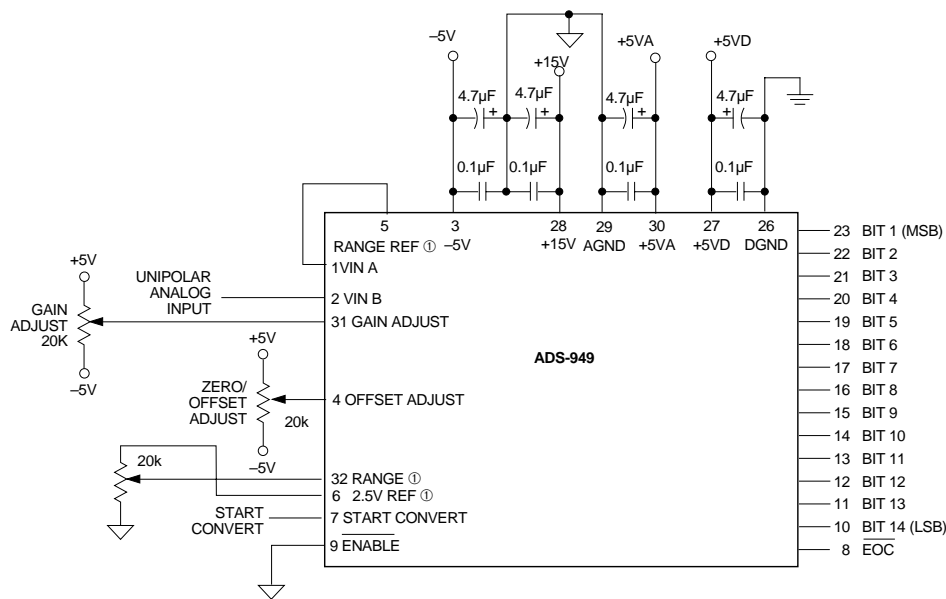 –5V
+15V
+5VA
+5VD
4.7µF
+
4.7µF
+
4.7µF
+
4.7µF
+
0.1µF
0.1µF
0.1µF
0.1µF
5
3
28
29
30
27
26
RANGE REF ①
–5V
+15V
AGND
+5VA
+5VD
DGND
1 VIN A
UNIPOLAR
ANALOG
INPUT
2 VIN B
+5V
GAIN
ADJUST
20K
–5V
31 GAIN ADJUST
ADS-949
+5V
ZERO/
OFFSET
ADJUST
20k
–5V
4 OFFSET ADJUST
20k
32 RANGE ①
6 2.5V REF ①
START
CONVERT
7 START CONVERT
9 ENABLE
23 BIT 1 (MSB)
22 BIT 2
21 BIT 3
20 BIT 4
19 BIT 5
18 BIT 6
17 BIT 7
16 BIT 8
15 BIT 9
14 BIT 10
13 BIT 11
12 BIT 12
11 BIT 13
10 BIT 14 (LSB)
8 EOC